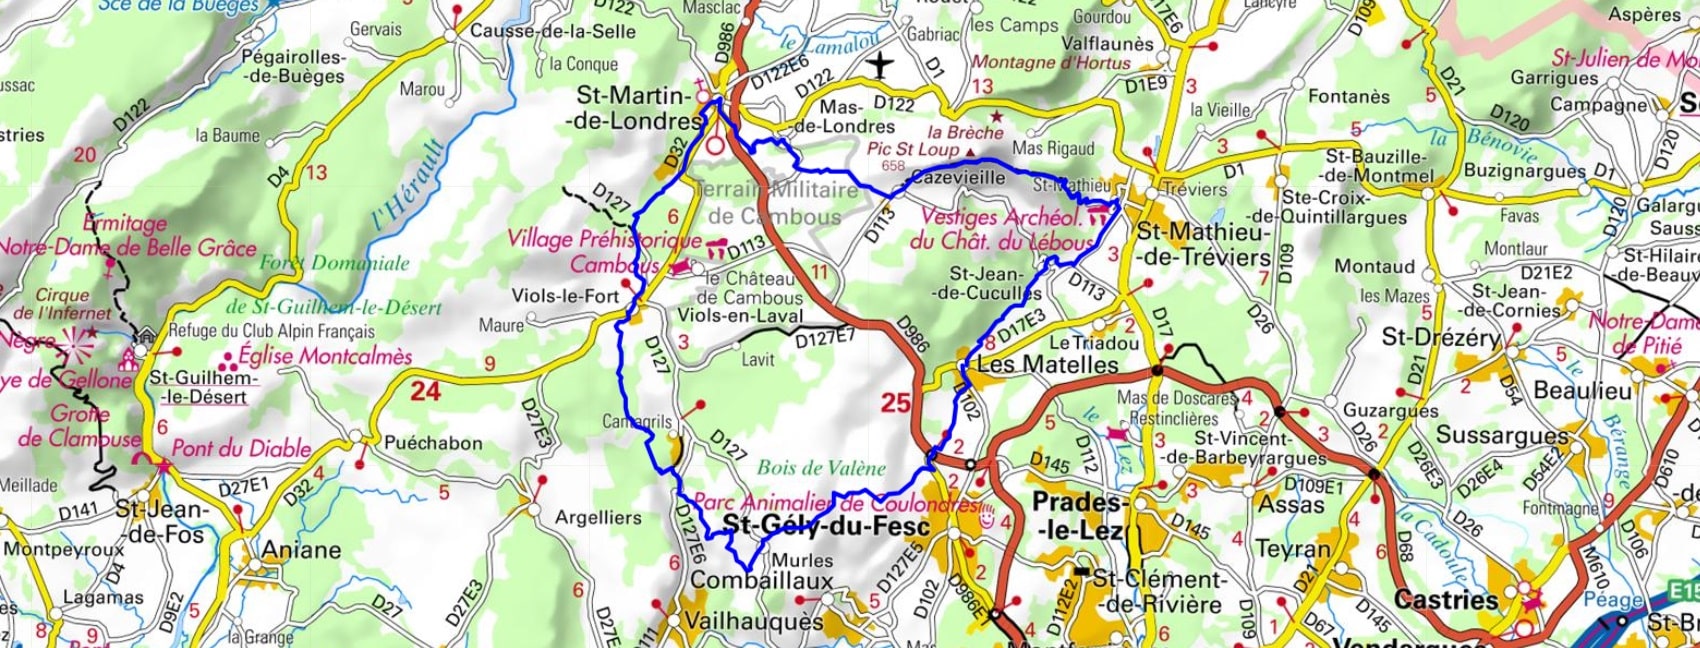 Sce de la Buèges
D122
D986
Masclac
Gervais
Causse-de-la-Selle
Pégairolles-
-de-Buèges
la Conque
Marou
D122
stries
la Baume
20
D4
13
l'Hérault
le Lamalou
Gabriac
les Camps
Gourdou
D17E6
Lancyre
D109
Aspères
Valflaunès
Montagne d'Hortus
D122E6
D122
D1
13
D122
D1E9
3
St-Martin-
-de-Londres
Mas-
-de-Londres
la Brèche
Pic St Loup
658
Mas Rigaud
la Vieille
Fontanès
D21
5
Garrigues
Campagne
St-Julien de Mo
D120
la Bénovie
5
3
D1
St-Bauzille-
-de-Montmel
Buzignargues
D1
D120
D32
Terrain Militaire
de Cambous
Cazevieille
St-Mathieu
Tréviers
Ste-Croix-
-de-Quintillargues
Favas
D120
Galargu
D127
6
D113
Vestiges Archéol.
du Chât. du Lébous
St-Mathieu-
-de-Tréviers
3
Ermitage
Notre-Dame de Belle Grâce
Village Préhistorique
Cambous
D113
le Château
de Cambous
Viols-en-Laval
11
St-Jean-
-de-Cuculles
D113
7
D109
Montaud
Montlaur
D21E2
St-Hilaire
-de-Beauv
Forêt Domaniale
de St-Guilhem-le-Désert
Cirque
de l'Infernet
Viols-le-Fort
Maure
D127
3
Lavit
D127E7
D986
D17E3
8
Le Triadou
2
D17
D26
les Mazes
5
St-Jean-
-de-Cornies
St-Drézéry
Notre-Dam
de Pitié
Refuge du Club Alpin Français
Église Montcalmès
9
24
Les Matelles
25
D102
Mas de Doscares
Restinclières
4
2
Guzargues
3
D21
2
D54
5
Beaulieu
St-Guilhem-
-le-Désert
ye de Gellone
Grotte
de Clamouse
6
Pont du Diable
Puéchabon
D27E3
Camagrils
D127
Bois de Valène
2
5
D145
D112
le Lez
3
St-Vincent-
-de-Barbeyrargues
D26
D26E3
Sussargues
D26E4
D54E2
Bérange
D610
Meillade
D141
D27E1
D32
4
5
Argelliers
Parc Animalier de Coulondres
St-Gély-du-Fesc
2
4
Prades-
-le-Lez
3
D109E1
Assas
D145
4
Fontmagne
9
St-Jean-
-de-Fos
Montpeyroux
D4
Aniane
D127E6
6
Murles
Combaillaux
D127E5
5
D102
2
D986E
Teyran
4
D21
la Cadoule
D68
6
D26
M610
D106
Lagamas
8
9
D9E2
5
la Grange
D27
D27E3
6
D27E
Vailhauquès
4
D112E2
St-Clément-
-de-Rivière
6
D109
1
D67
D145
Castries
Péage
E15